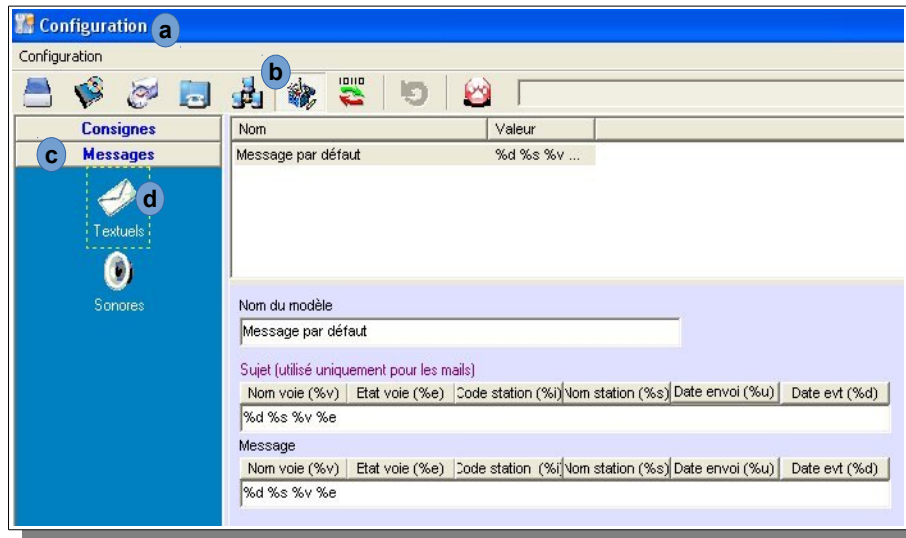 Configuration a
Configuration
b
10110
Consignes
c Messages
d
Textuels
Sonores
Nom Valeur
Message par défaut %d %s %v ...
Nom du modèle
Message par défaut
Sujet (utilisé uniquement pour les mails)
Nom voie (%v) Etat voie (%e) Code station (%i) Nom station (%s) Date envoi (%u) Date evt (%d)
%d %s %v %e
Message
Nom voie (%v) Etat voie (%e) Code station (%i) Nom station (%s) Date envoi (%u) Date evt (%d)
%d %s %v %e